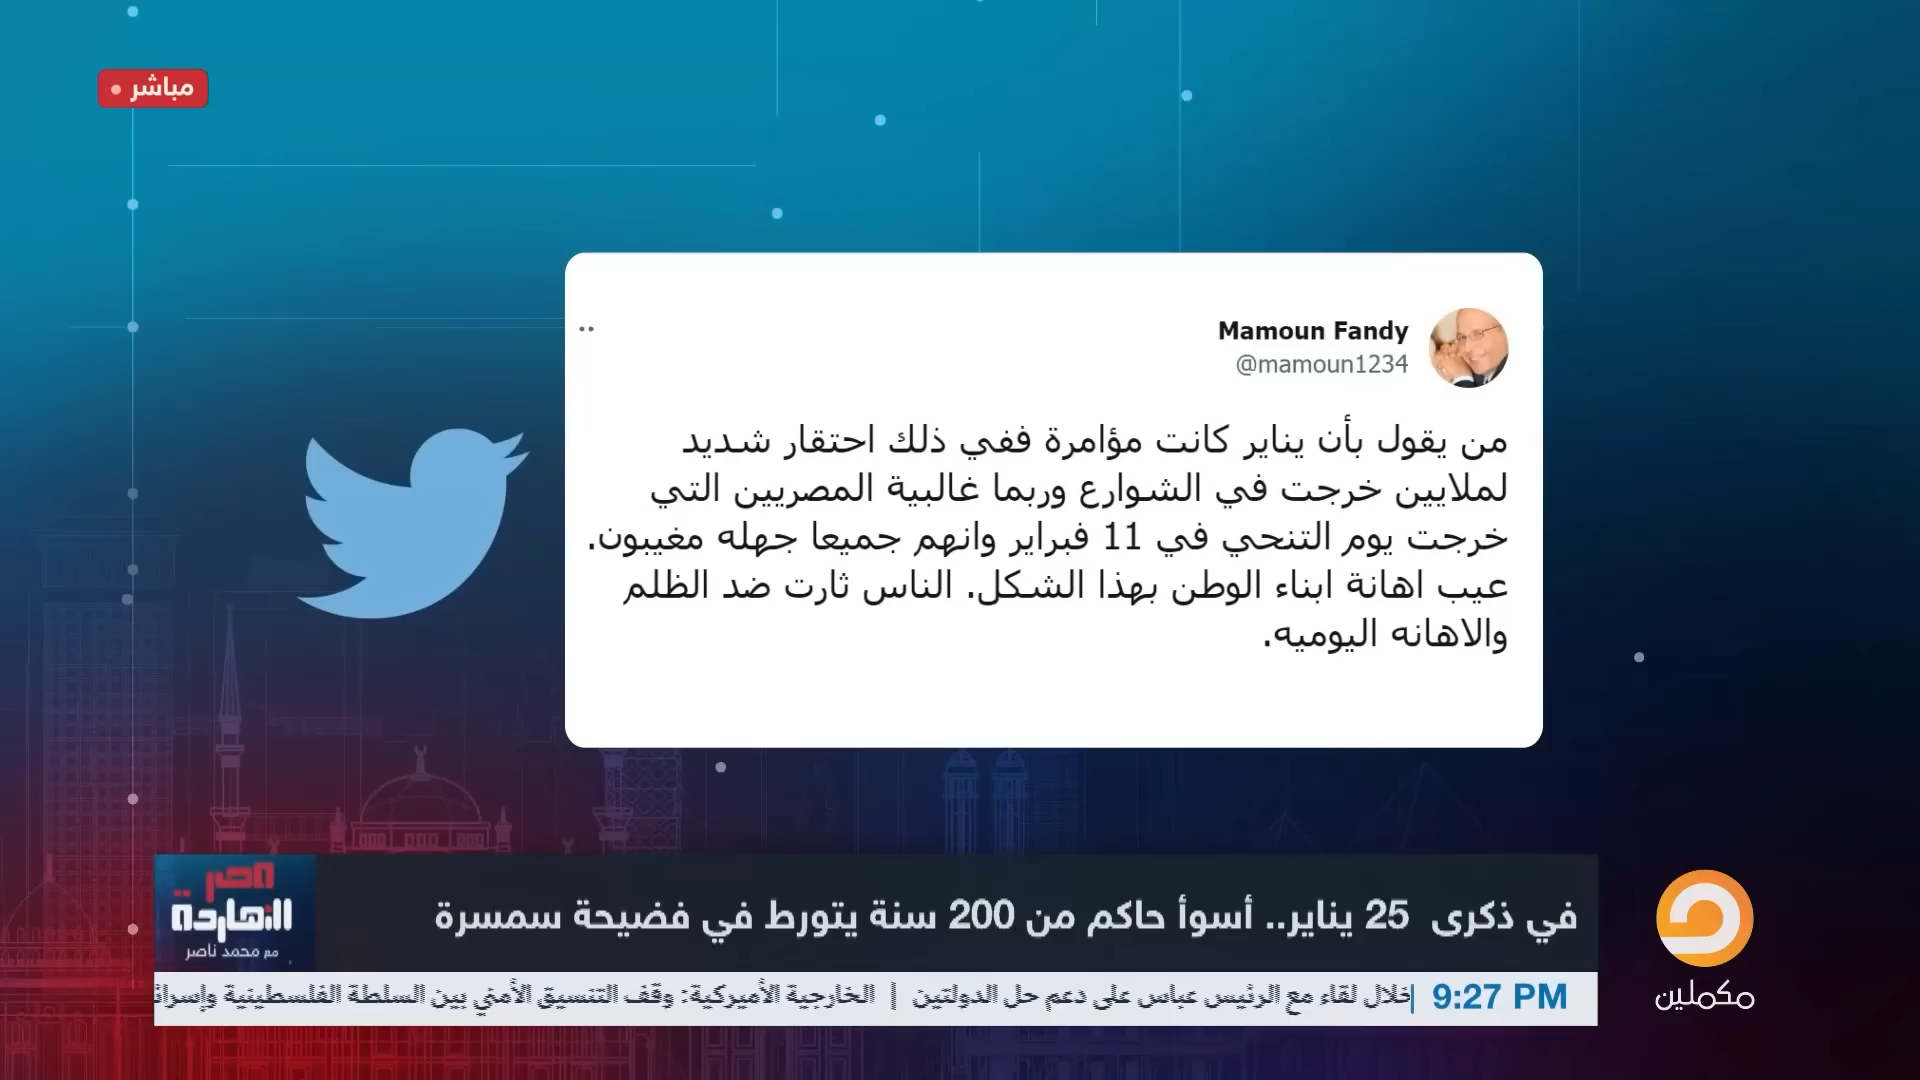 مباشر
Mamoun Fandy
@mamoun1234
من يقول بأن يناير كانت مؤامرة ففي ذلك احتقار شديد
لملايين خرجت في الشوارع وربما غالبية المصريين التي
خرجت يوم التنحي في 11 فبراير وانهم جميعا جهله مغيبون.
عيب اهانة ابناء الوطن بهذا الشكل. الناس ثارت ضد الظلم
والاهانه اليوميه.
في ذكرى 25 يناير.. أسوأ حاكم من 200 سنة يتورط في فضيحة سمسرة
مصر
النهاردة
مع محمد ناصر
9:27 PM
خلال لقاء مع الرئيس عباس على دعم حل الدولتين | الخارجية الأميركية: وقف التنسيق الأمني بين السلطة الفلسطينية
مكملين